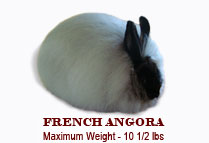 FRENCH ANGORA
Maximum Weight - 10 1/2 lbs